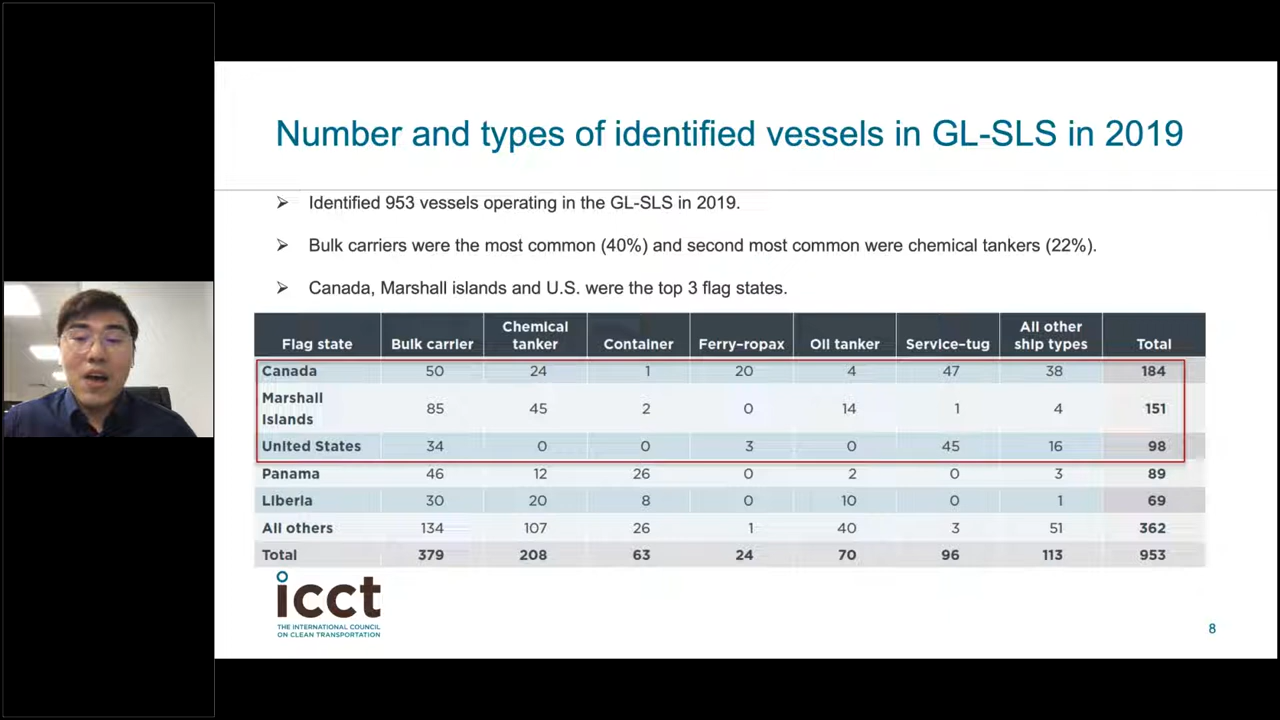 Number and types of identified vessels in GL-SLS in 2019
➢ Identified 953 vessels operating in the GL-SLS in 2019.
➢ Bulk carriers were the most common (40%) and second most common were chemical tankers (22%).
➢ Canada, Marshall islands and U.S. were the top 3 flag states.
Flag state Bulk carrier Chemical tanker Container Ferry-ropax Oil tanker Service-tug All other ship types Total
Canada 50 24 1 20 4 47 38 184
Marshall Islands 85 45 2 0 14 1 4 151
United States 34 0 0 3 0 45 16 98
Panama 46 12 26 0 2 0 3 89
Liberia 30 20 8 0 10 0 1 69
All others 134 107 26 1 40 3 51 362
Total 379 208 63 24 70 96 113 953
icct
THE INTERNATIONAL COUNCIL
ON CLEAN TRANSPORTATION
8